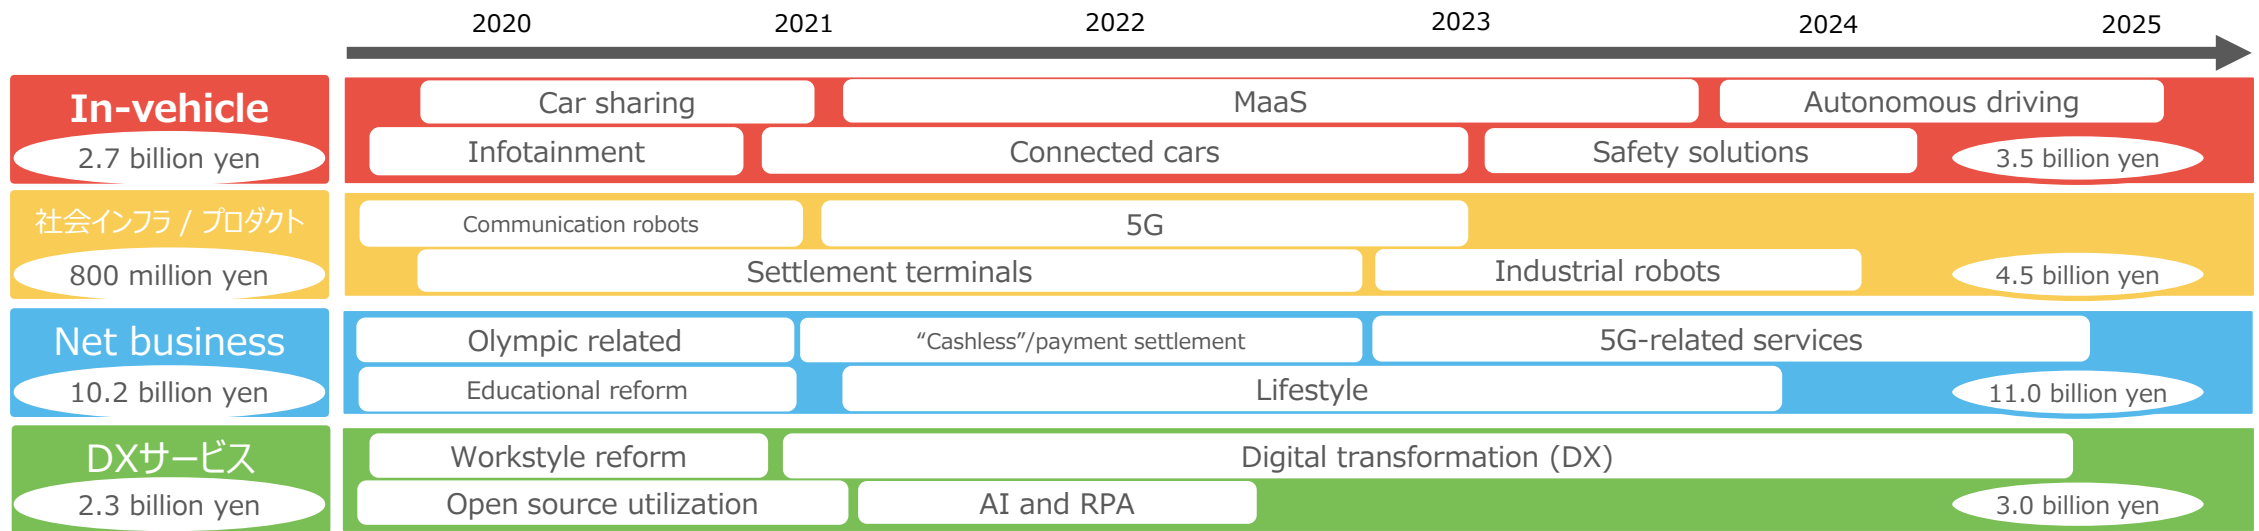 2020 2021 2022 2023 2024 2025
In-vehicle
2.7 billion yen
Car sharing MaaS Autonomous driving
Infotainment Connected cars Safety solutions
3.5 billion yen
社会インフラ / プロダクト
800 million yen
Communication robots 5G
Settlement terminals Industrial robots
4.5 billion yen
Net business
10.2 billion yen
Olympic related “Cashless”/payment settlement 5G-related services
Educational reform Lifestyle
11.0 billion yen
DXサービス
2.3 billion yen
Workstyle reform Digital transformation (DX)
Open source utilization AI and RPA
3.0 billion yen